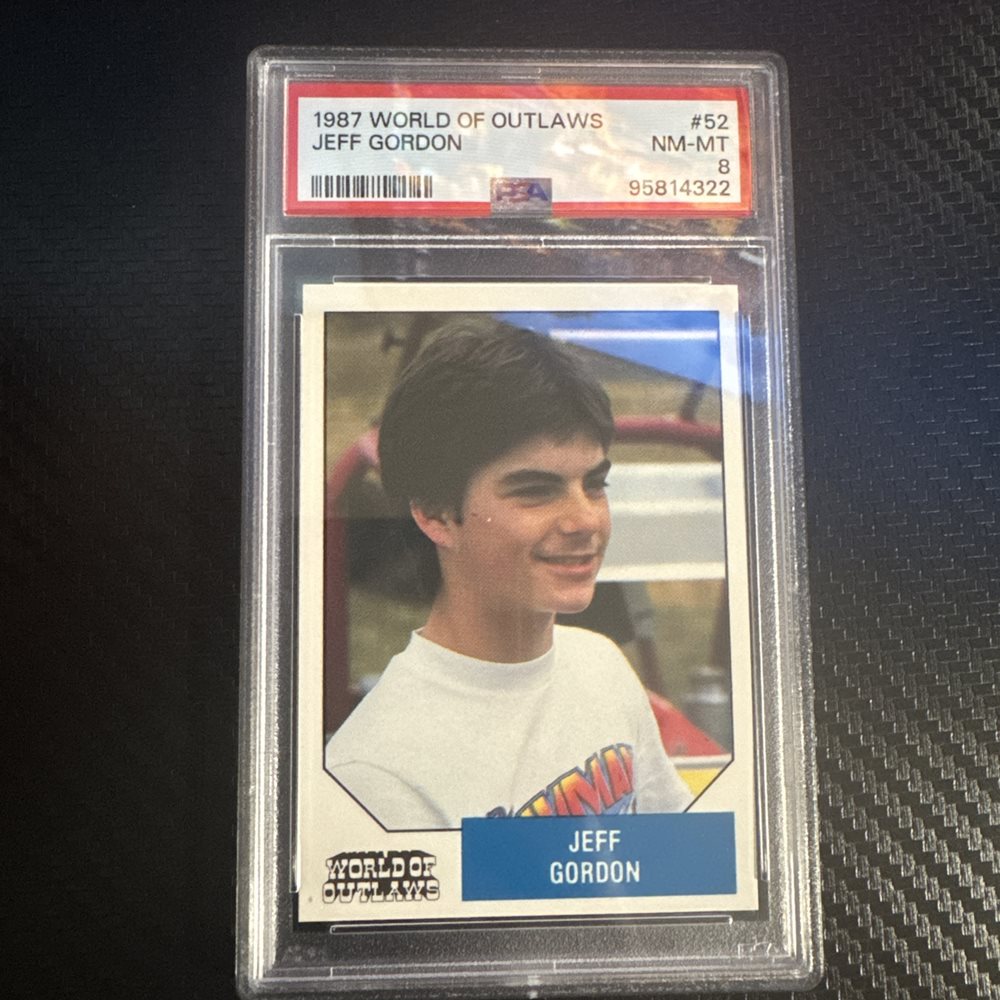 1987 WORLD OF OUTLAWS #52
JEFF GORDON NM-MT
8
95814322
PSA
JEFF
GORDON
WORLD OF
OUTLAWS